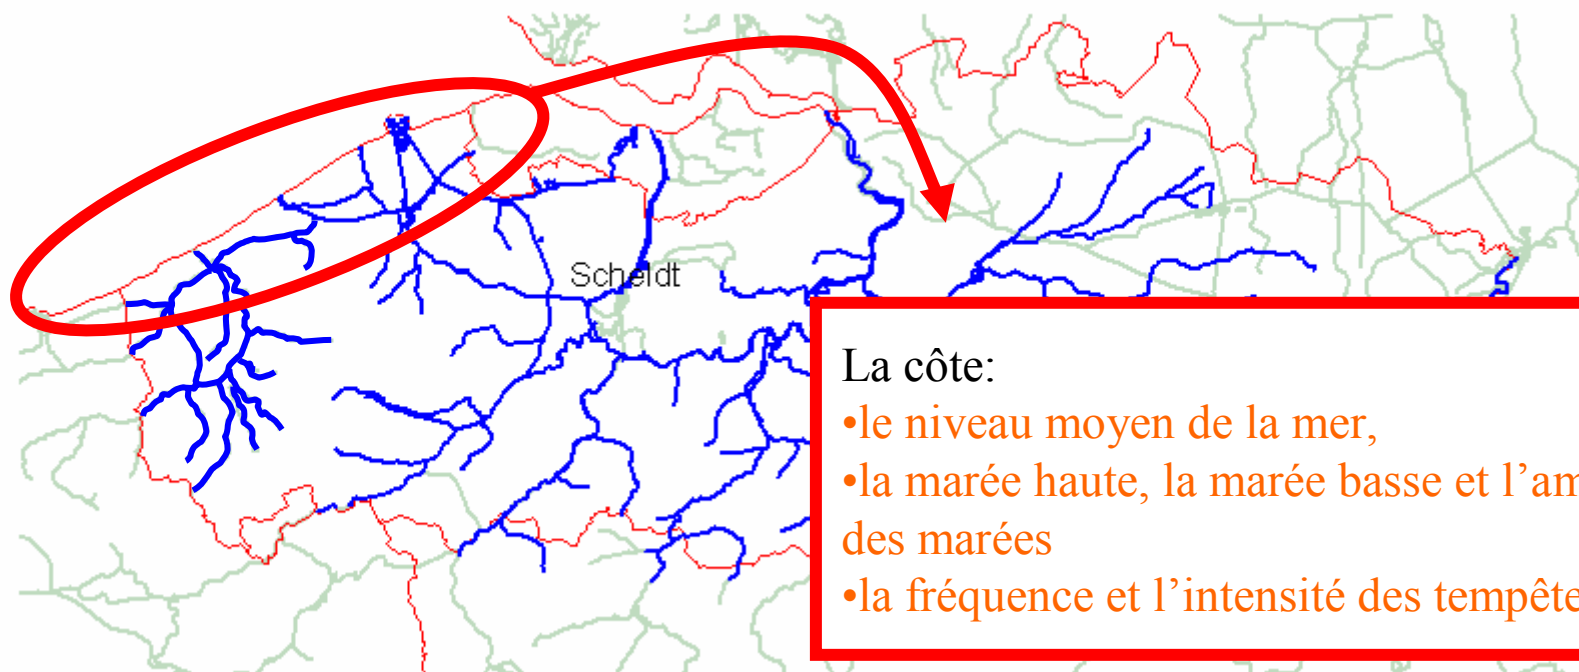 Scheldt
La côte:
•le niveau moyen de la mer,
•la marée haute, la marée basse et l’am
des marées
•la fréquence et l’intensité des tempête